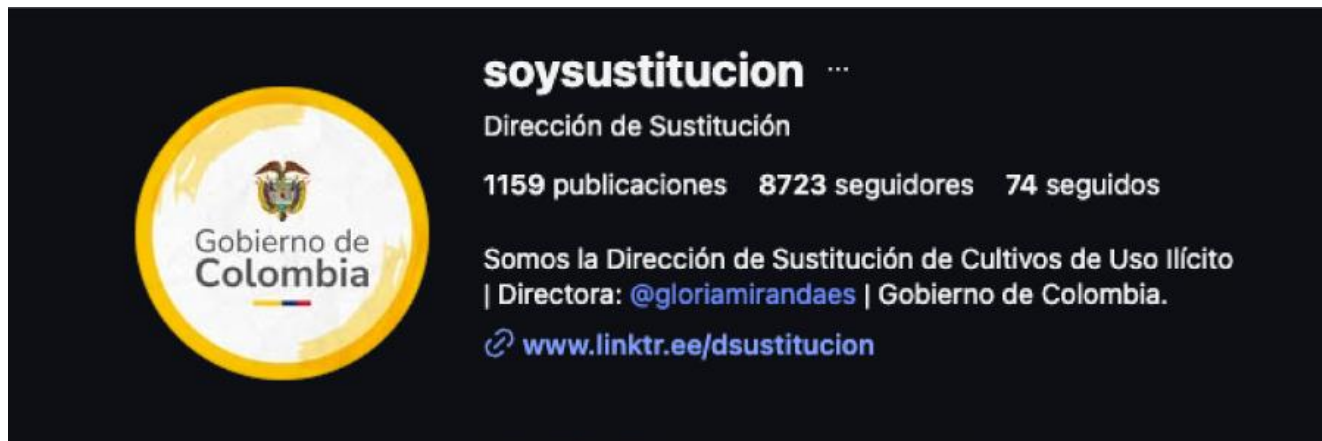 soysustitucion ...
Dirección de Sustitución
1159 publicaciones 8723 seguidores 74 seguidos
Gobierno de
Colombia
Somos la Dirección de Sustitución de Cultivos de Uso Ilícito
| Directora: @gloriamirandaes | Gobierno de Colombia.
www.linktr.ee/dsustitucion